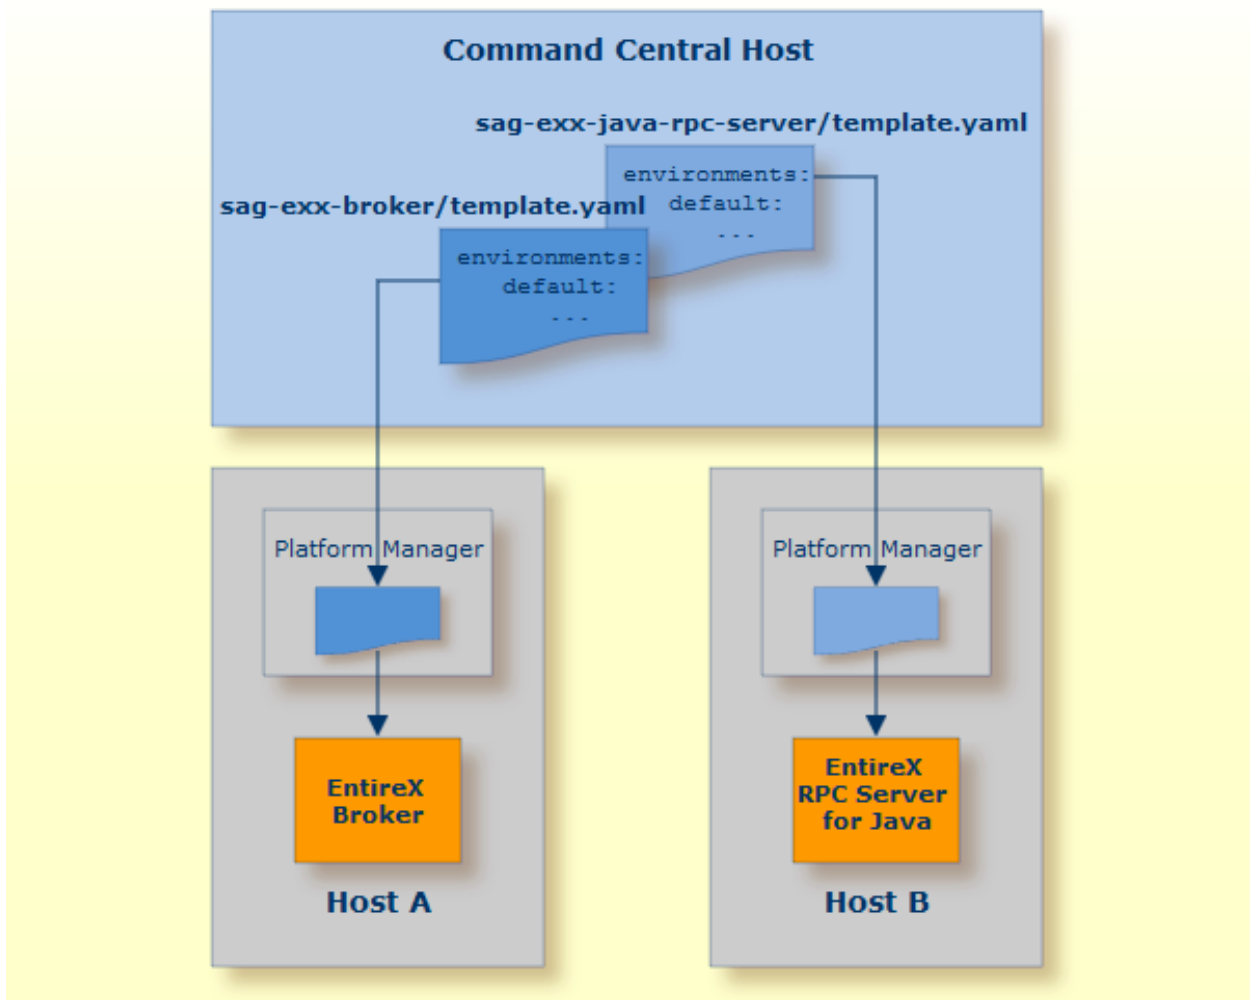 Command Central Host
sag-exx-java-rpc-server/template.yaml
environments:
default:
...
sag-exx-broker/template.yaml
environments:
default:
...
Platform Manager
EntireX
Broker
Host A
Platform Manager
EntireX
RPC Server
for Java
Host B